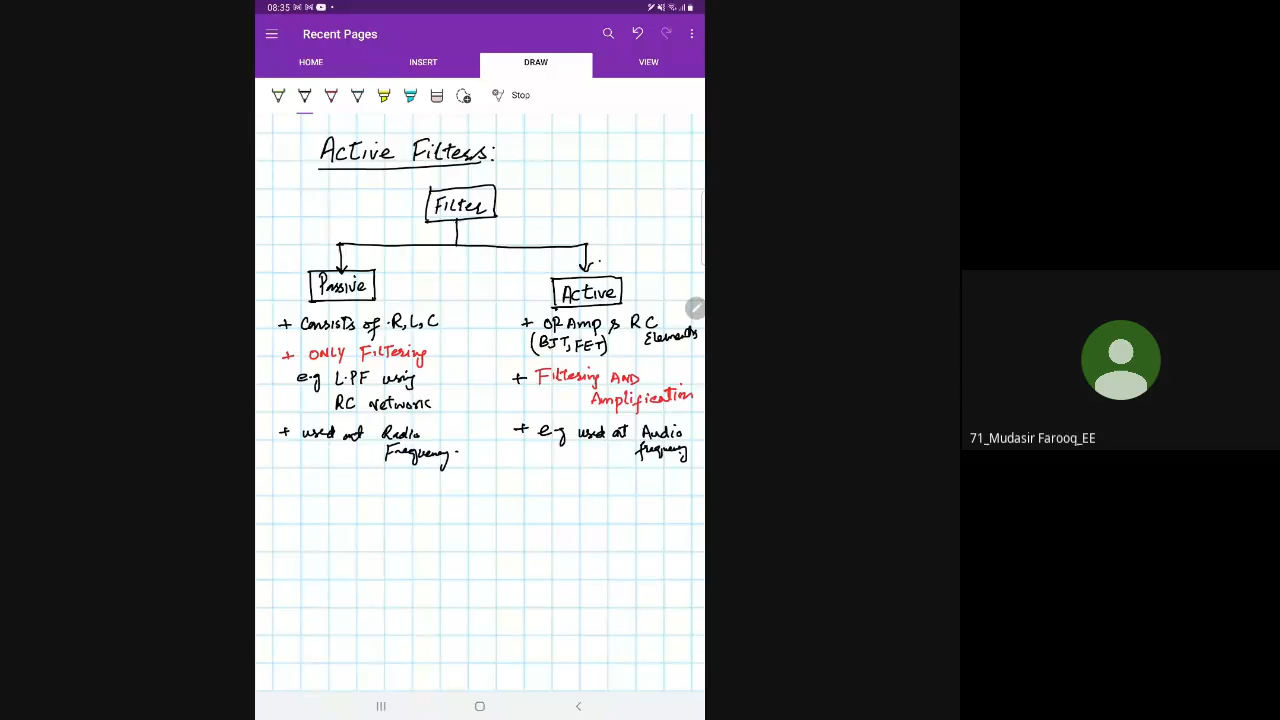 08:35
Recent Pages
HOME INSERT DRAW VIEW
Stop
Active Filters:
Filter
Passive
+ Consists of R, L, C
+ ONLY Filtering
e.g L.PF using
RC network
+ used at Radio
Frequency.
Active
+ OP Amp & RC
Elements
(BJT, FET)
+ Filtering AND
Amplification
+ e.g used at Audio
frequency
71_Mudasir Farooq_EE